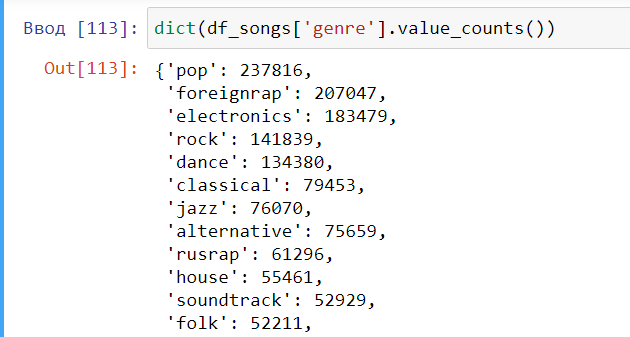 Ввод [113]: dict(df_songs['genre'].value_counts())
Out[113]: {'pop': 237816,
'foreignrap': 207047,
'electronics': 183479,
'rock': 141839,
'dance': 134380,
'classical': 79453,
'jazz': 76070,
'alternative': 75659,
'rusrap': 61296,
'house': 55461,
'soundtrack': 52929,
'folk': 52211,